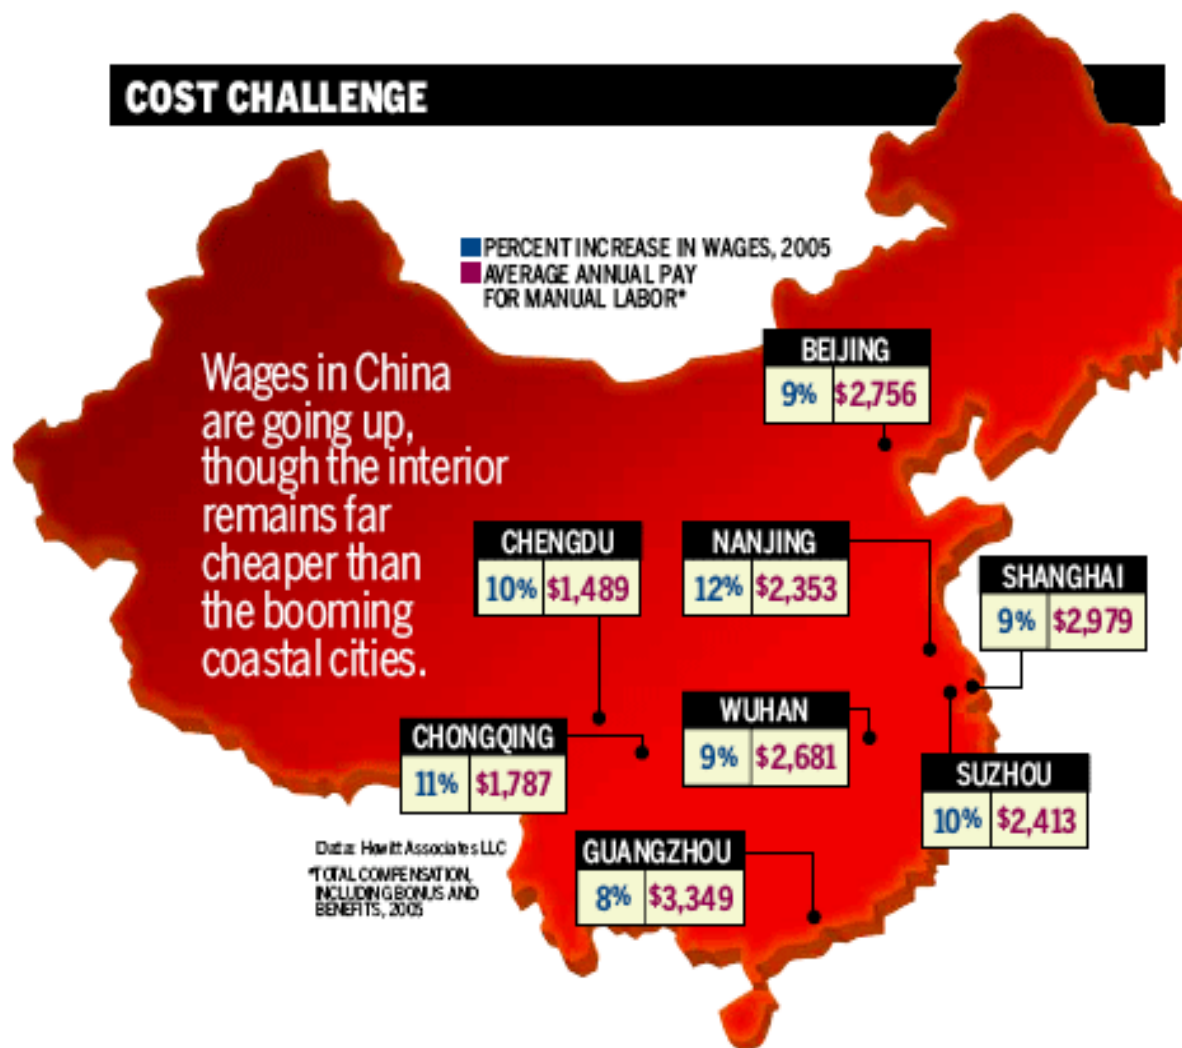 COST CHALLENGE
PERCENT INCREASE IN WAGES, 2005
AVERAGE ANNUAL PAY
FOR MANUAL LABOR*
Wages in China
are going up,
though the interior
remains far
cheaper than
the booming
coastal cities.
BEIJING
9% $2,756
CHENGDU
10% $1,489
NANJING
12% $2,353
SHANGHAI
9% $2,979
CHONGQING
11% $1,787
WUHAN
9% $2,681
SUZHOU
10% $2,413
GUANGZHOU
8% $3,349
Data: Hewitt Associates LLC
*TOTAL COMPENSATION,
INCLUDING BONUS AND
BENEFITS, 2005